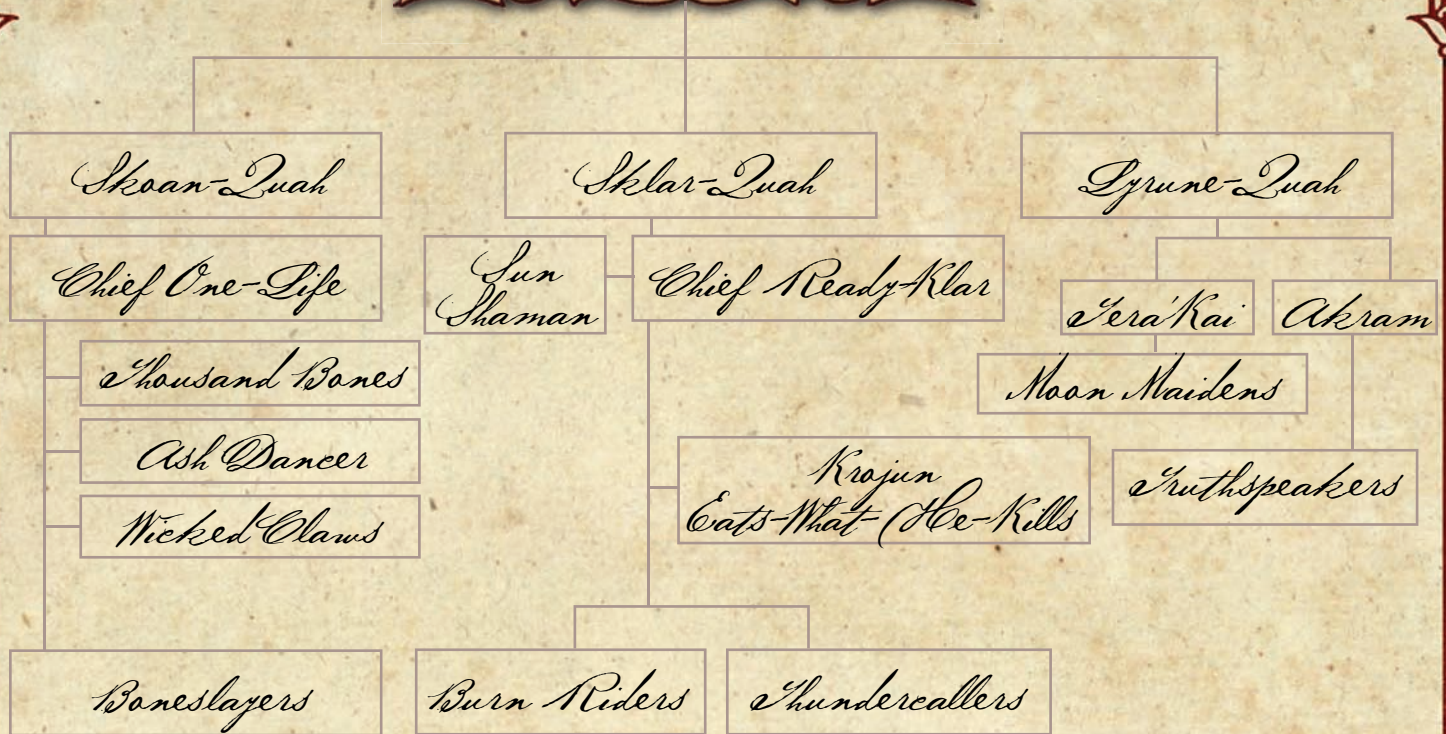 Skoan-Quah
Sklar-Quah
Lyrune-Quah
Chief One-Life
Sun
Shaman
Chief Ready-Klar
Tera'Kai
Akram
Thousand Bones
Moon Maidens
Ash Dancer
Krojun
Eats-What-He-Kills
Truthspeakers
Wicked Claws
Boneslayers
Burn Riders
Thundercallers